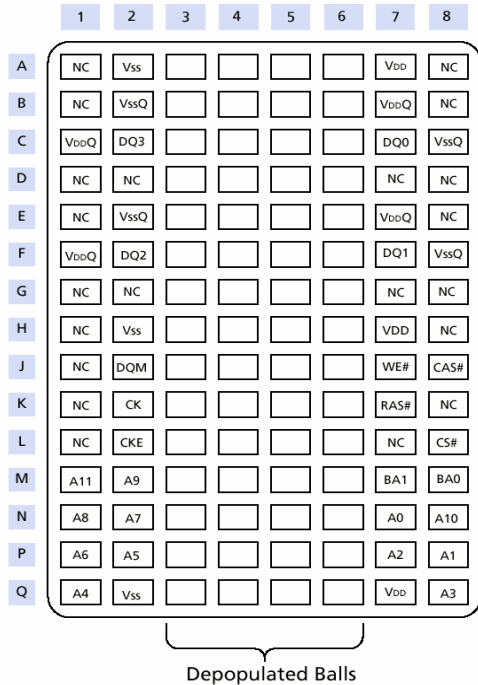 1 2 3 4 5 6 7 8
A NC Vss VDD NC
B NC VssQ VDDQ NC
C VDDQ DQ3 DQ0 VssQ
D NC NC NC NC
E NC VssQ VDDQ NC
F VDDQ DQ2 DQ1 VssQ
G NC NC NC NC
H NC Vss VDD NC
J NC DQM WE# CAS#
K NC CK RAS# NC
L NC CKE NC CS#
M A11 A9 BA1 BA0
N A8 A7 A0 A10
P A6 A5 A2 A1
Q A4 Vss VDD A3
Depopulated Balls